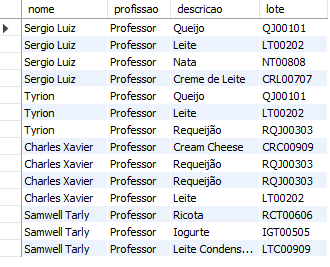 nome profissao descricao lote
Sergio Luiz Professor Queijo QJ00101
Sergio Luiz Professor Leite LT00202
Sergio Luiz Professor Nata NT00808
Sergio Luiz Professor Creme de Leite CRL00707
Tyrion Professor Queijo QJ00101
Tyrion Professor Leite LT00202
Tyrion Professor Requeijão RQJ00303
Charles Xavier Professor Cream Cheese CRC00909
Charles Xavier Professor Requeijão RQJ00303
Charles Xavier Professor Requeijão RQJ00303
Charles Xavier Professor Leite LT00202
Samwell Tarly Professor Ricota RCT00606
Samwell Tarly Professor Iogurte IGT00505
Samwell Tarly Professor Leite Condens... LTC00909